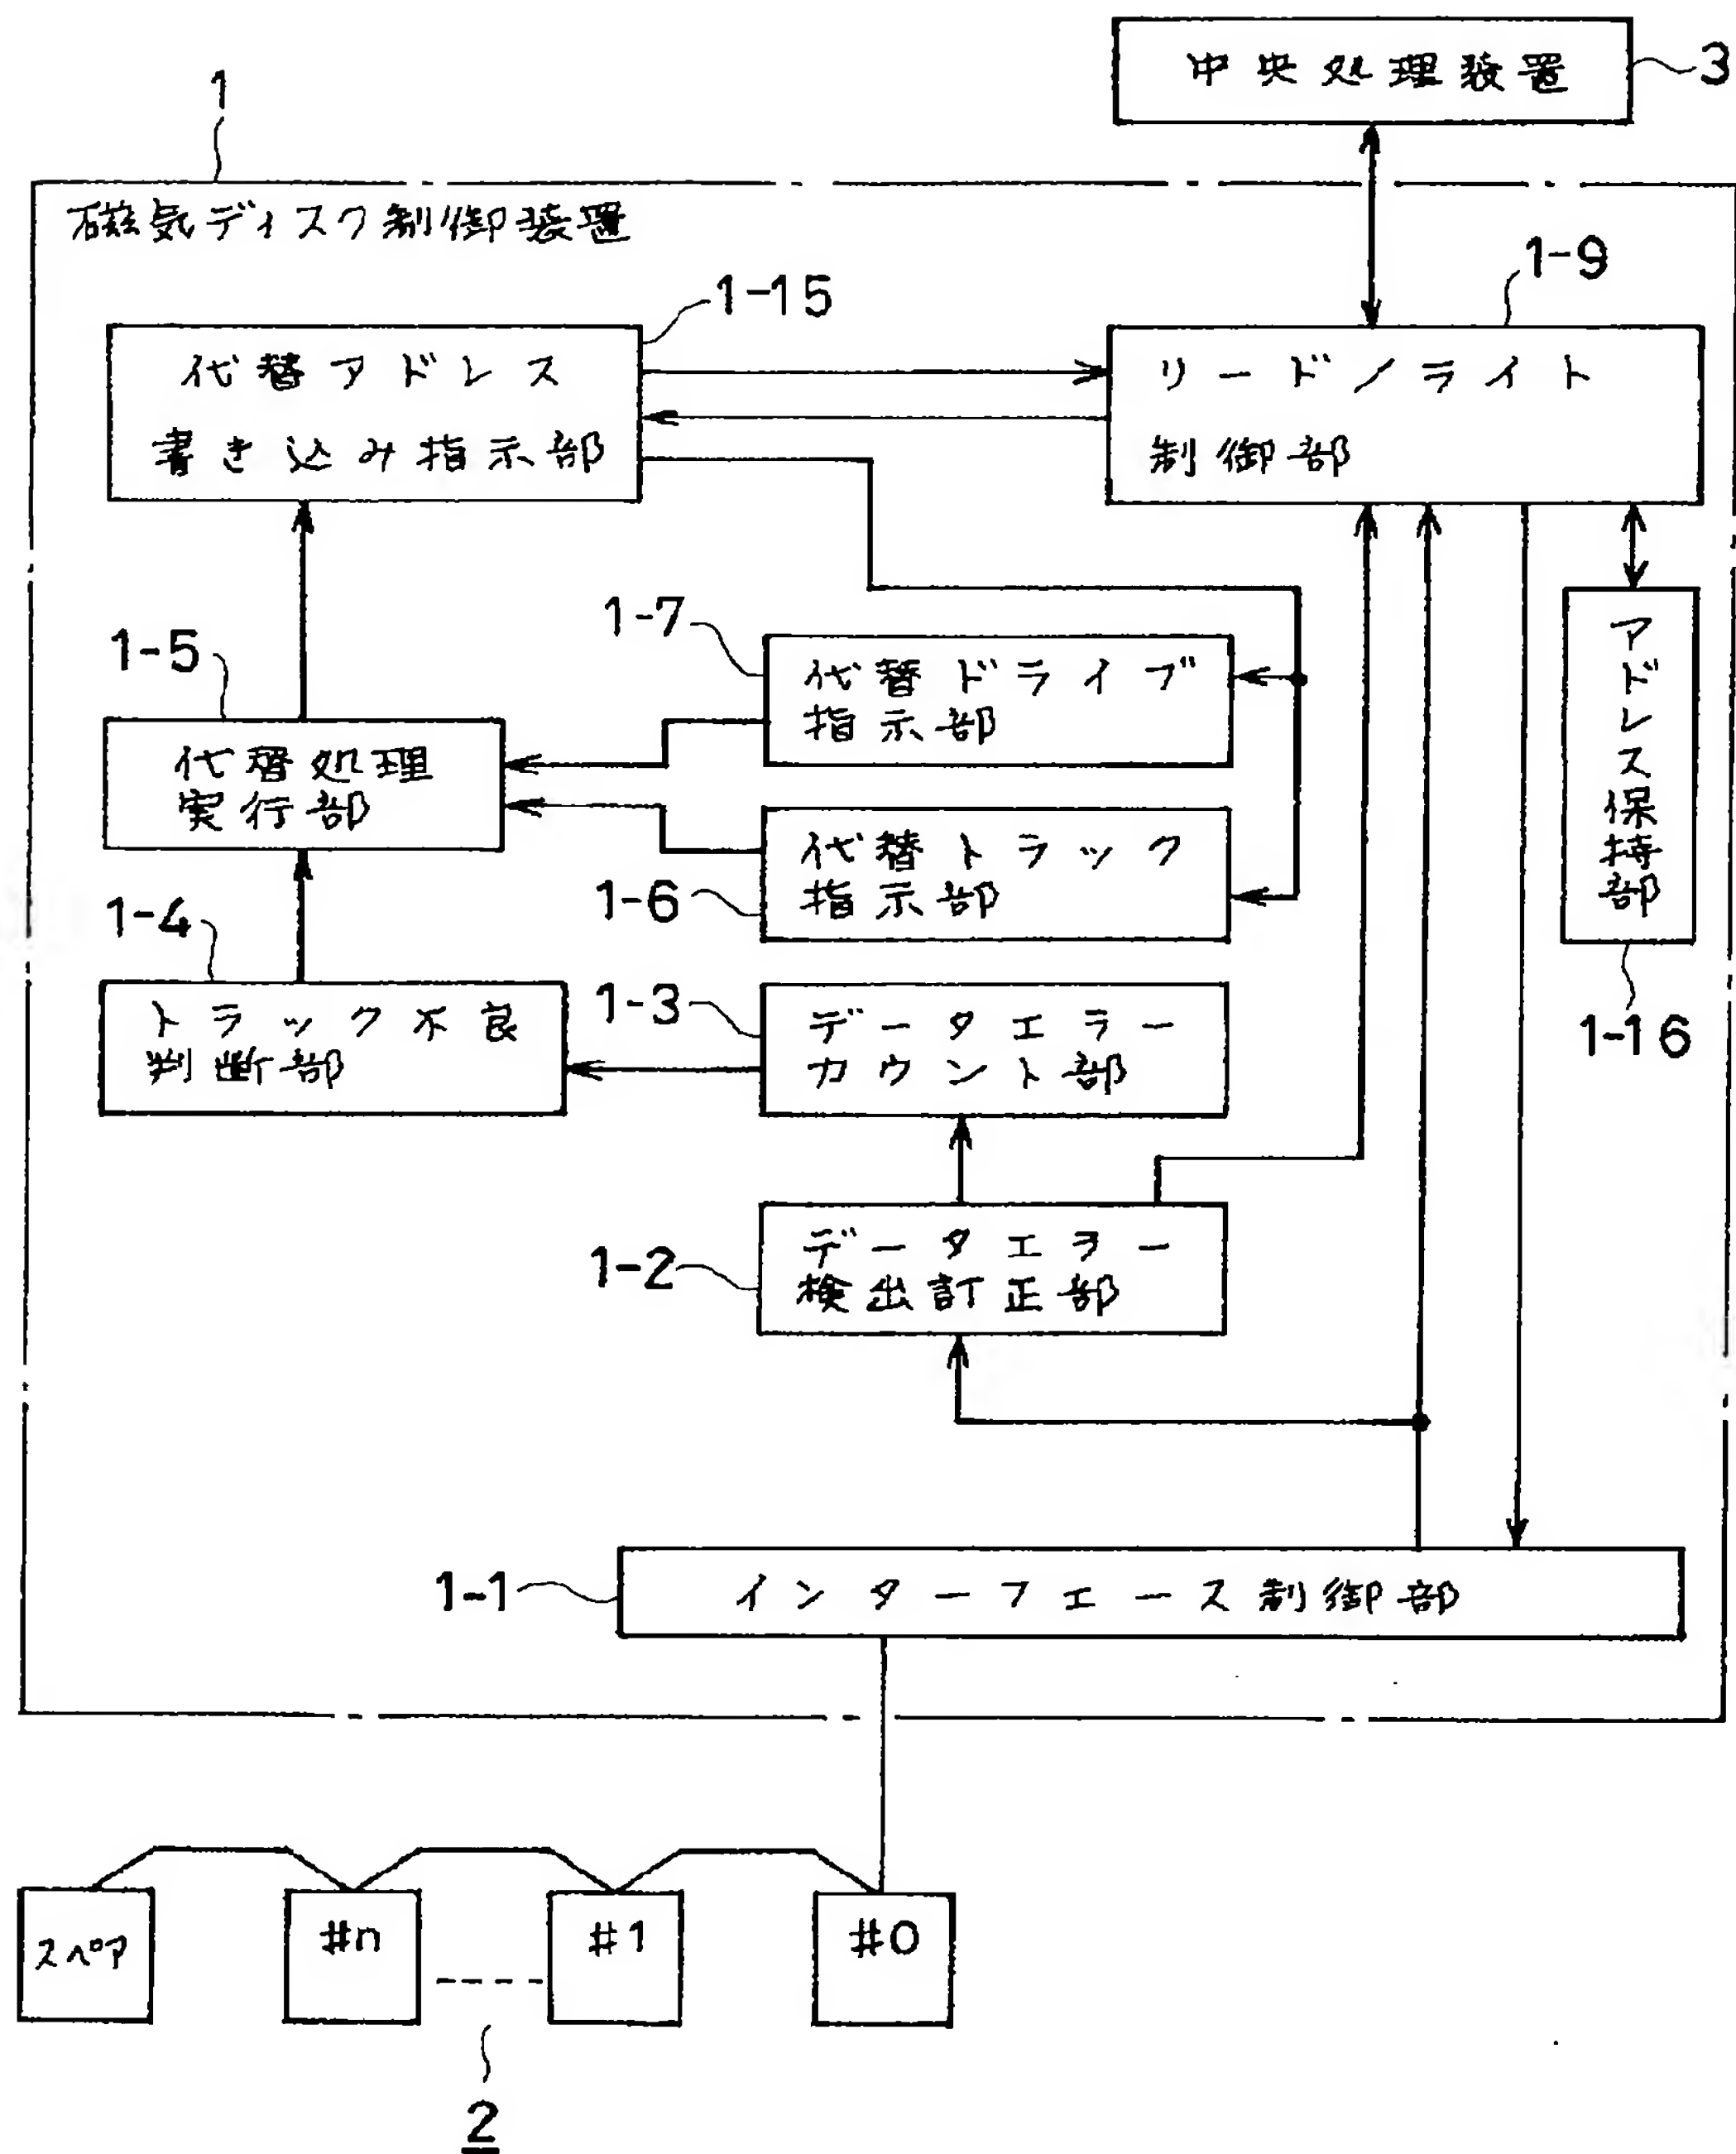 中央処理装置
3
1
磁気ディスク制御装置
1-15
1-9
代替アドレス
書き込み指示部
リード/ライト
制御部
1-7
代替ドライブ
指示部
1-5
代替処理
実行部
アドレス保持部
1-16
代替トラック
指示部
1-6
1-4
トラック不良
判断部
1-3
データエラー
カウント部
1-2
データエラー
検出訂正部
1-1
インターフェース制御部
スペア
#n
#1
#0
2